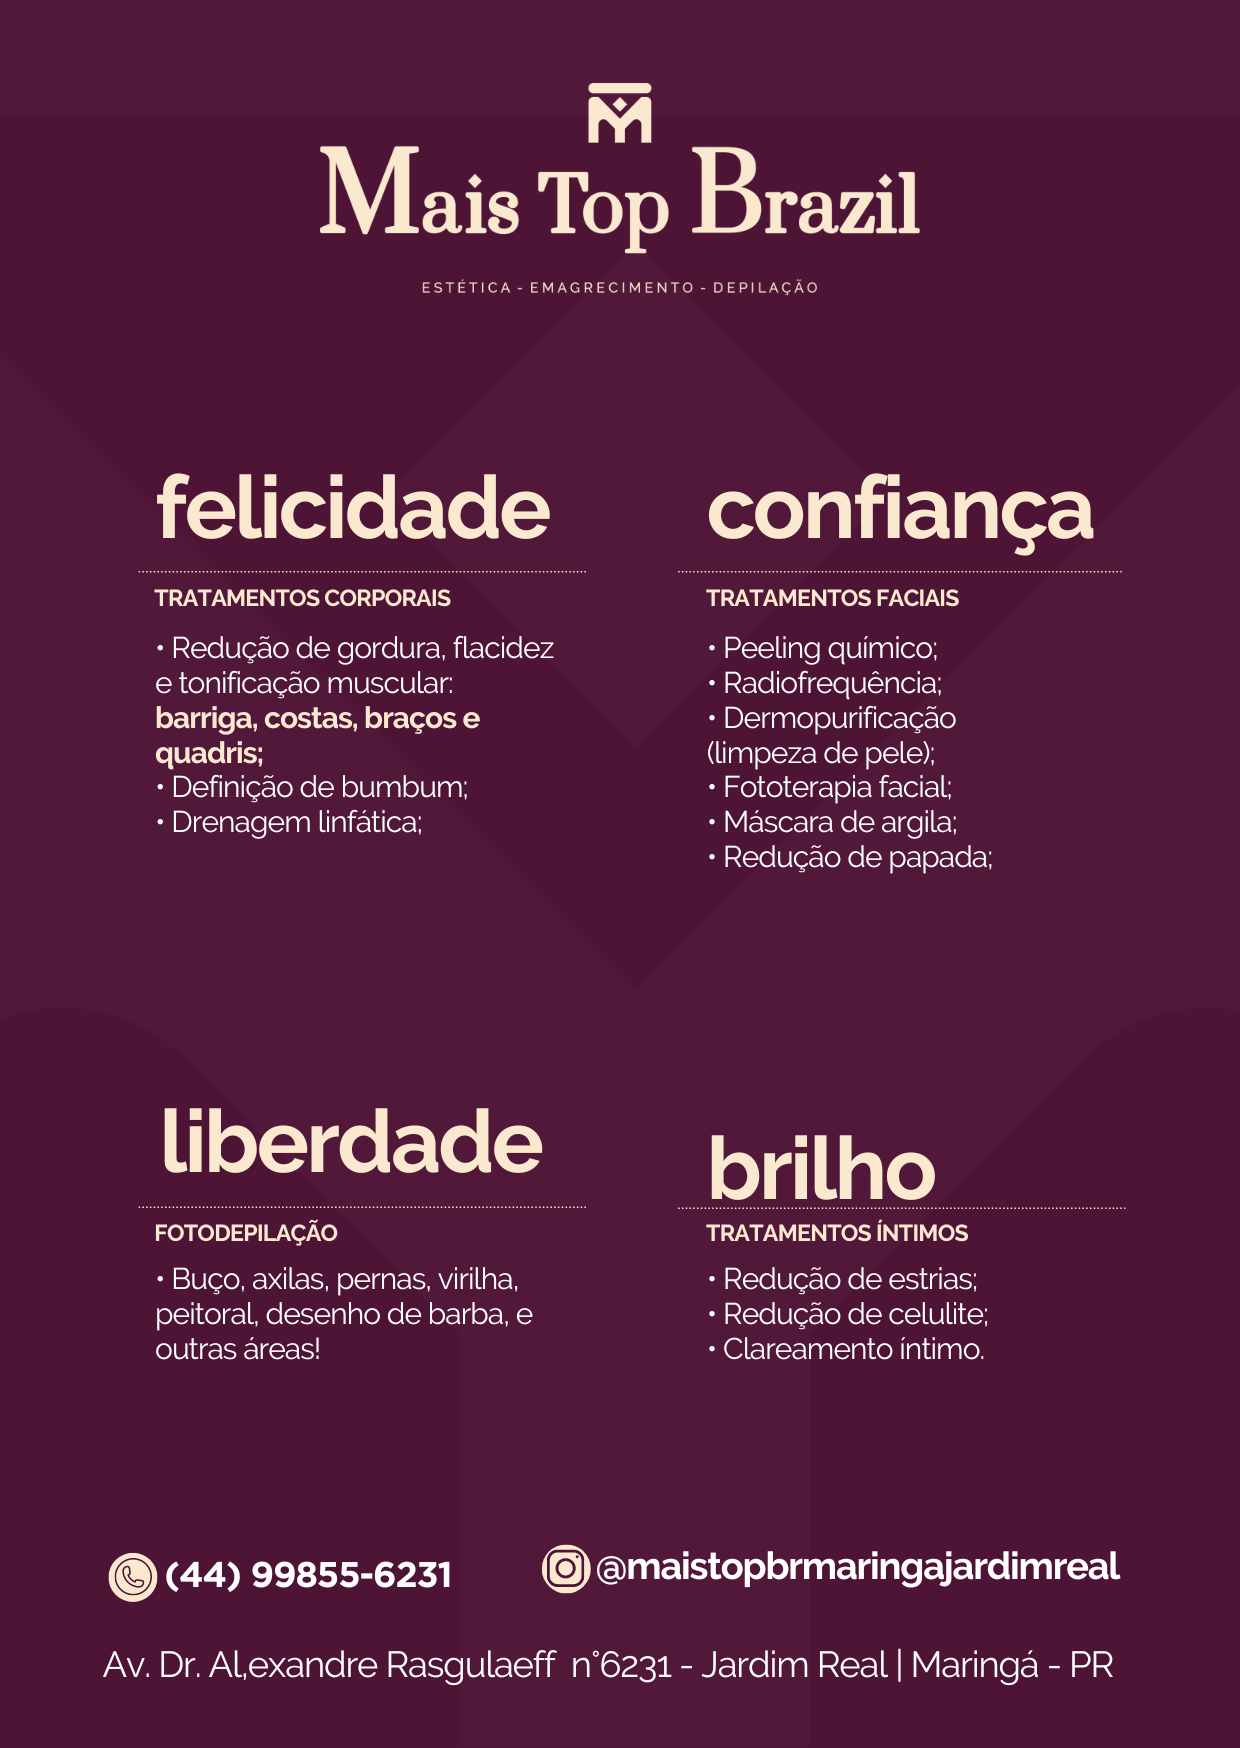 Mais Top Brazil
ESTÉTICA - EMAGRECIMENTO - DEPILAÇÃO
felicidade
TRATAMENTOS CORPORAIS
• Redução de gordura, flacidez
e tonificação muscular:
barriga, costas, braços e
quadris;
• Definição de bumbum;
• Drenagem linfática;
confiança
TRATAMENTOS FACIAIS
• Peeling químico;
• Radiofrequência;
• Dermopurificação
(limpeza de pele);
• Fototerapia facial;
• Máscara de argila;
• Redução de papada;
liberdade
FOTODEPILAÇÃO
• Buço, axilas, pernas, virilha,
peitoral, desenho de barba, e
outras áreas!
brilho
TRATAMENTOS ÍNTIMOS
• Redução de estrias;
• Redução de celulite;
• Clareamento íntimo.
(44) 99855-6231
@maistopbrmaringajardimreal
Av. Dr. Al,exandre Rasgulaeff  n°6231 - Jardim Real | Maringá - PR